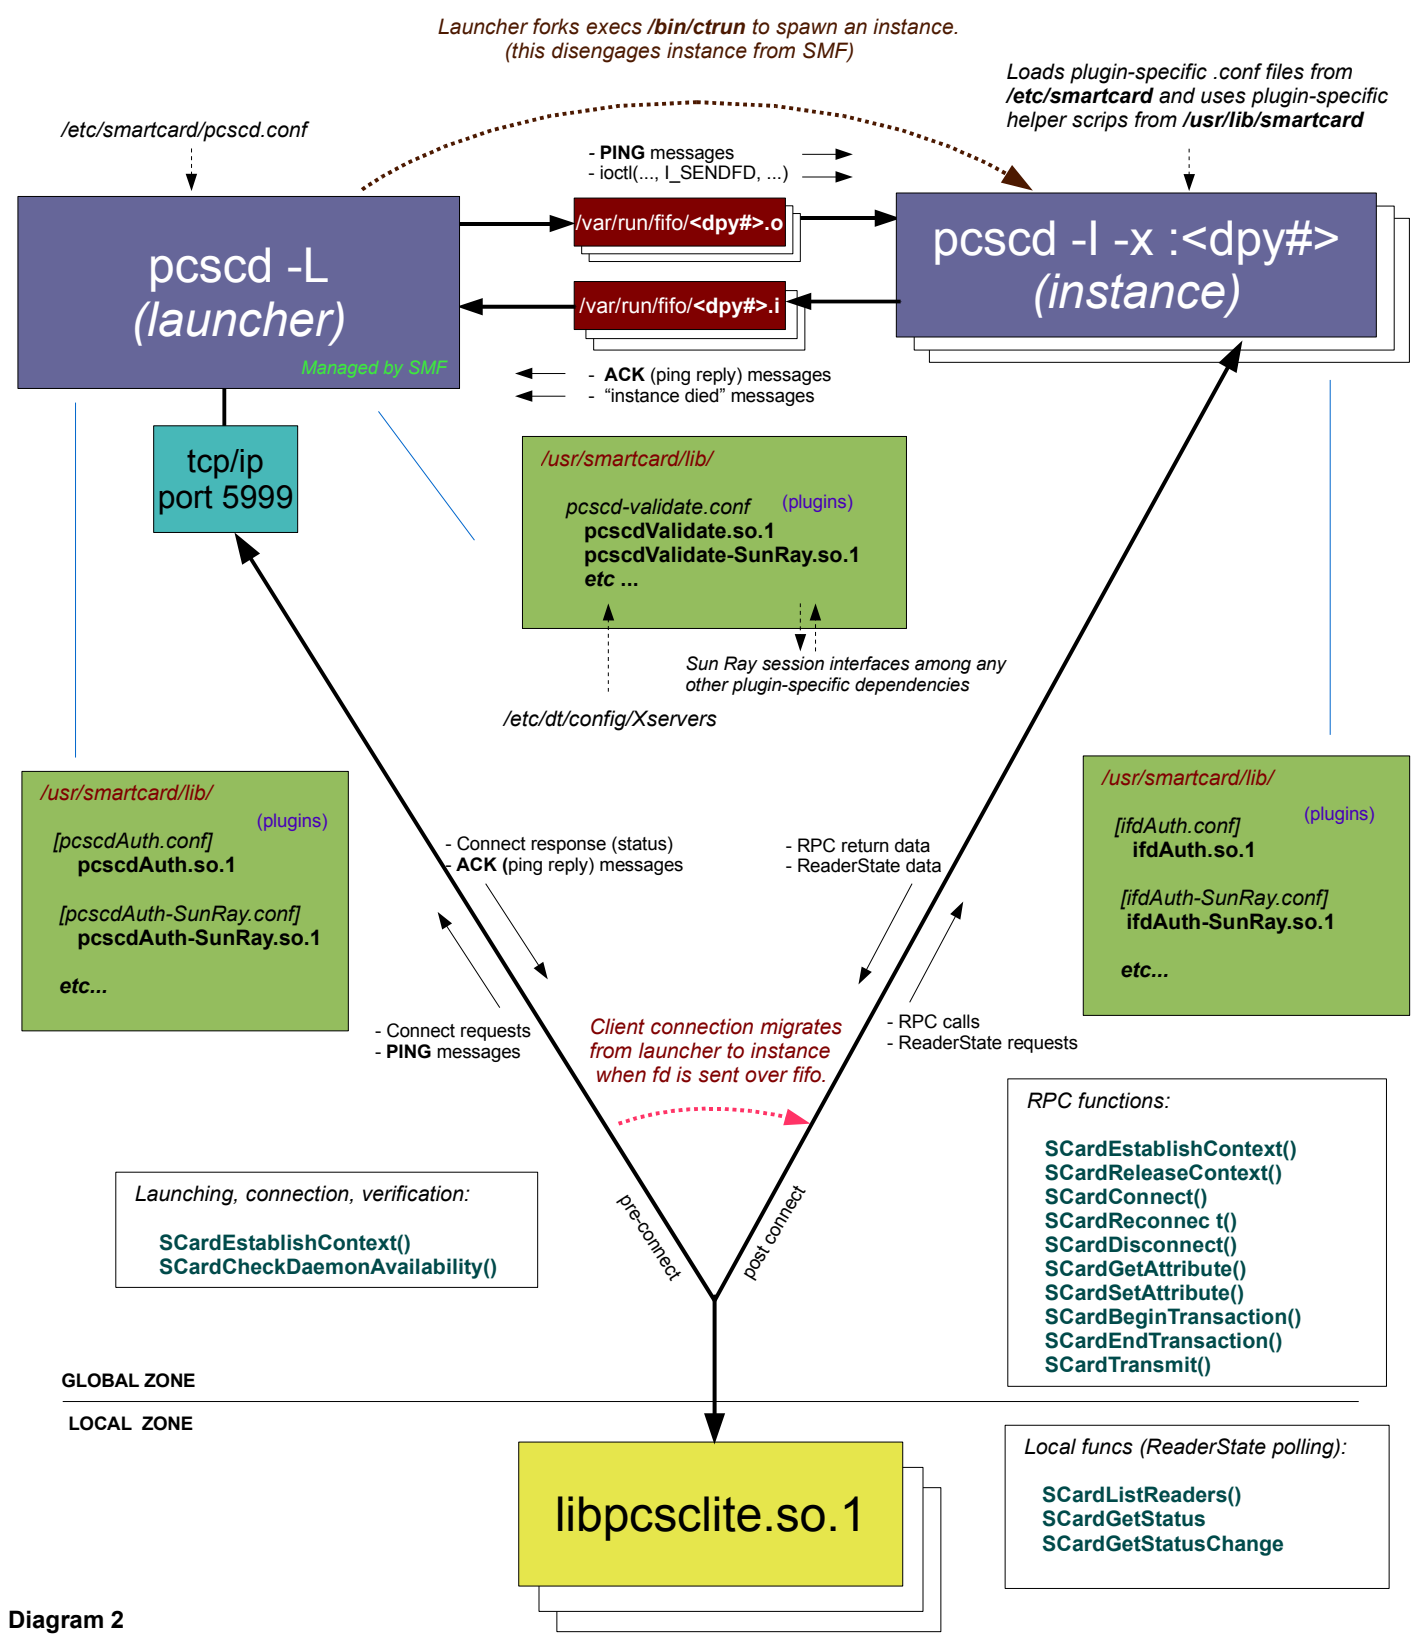 Launcher forks execs /bin/ctrun to spawn an instance.
(this disengages instance from SMF)
Loads plugin-specific .conf files from
/etc/smartcard and uses plugin-specific
helper scrips from /usr/lib/smartcard
/etc/smartcard/pcscd.conf
- PING messages
- ioctl(..., I_SENDFD, ...)
pcscd -L
(launcher)
Managed by SMF
/var/run/fifo/<dpy#>.o
/var/run/fifo/<dpy#>.i
pcscd -I -x :<dpy#>
(instance)
- ACK (ping reply) messages
- “instance died” messages
tcp/ip
port 5999
/usr/smartcard/lib/
pcscd-validate.conf (plugins)
pcscdValidate.so.1
pcscdValidate-SunRay.so.1
etc ...
Sun Ray session interfaces among any
other plugin-specific dependencies
/etc/dt/config/Xservers
/usr/smartcard/lib/
(plugins)
[pcscdAuth.conf]
pcscdAuth.so.1
[pcscdAuth-SunRay.conf]
pcscdAuth-SunRay.so.1
etc...
/usr/smartcard/lib/
(plugins)
[ifdAuth.conf]
ifdAuth.so.1
[ifdAuth-SunRay.conf]
ifdAuth-SunRay.so.1
etc...
- Connect response (status)
- ACK (ping reply) messages
- RPC return data
- ReaderState data
- Connect requests
- PING messages
Client connection migrates
from launcher to instance
when fd is sent over fifo.
- RPC calls
- ReaderState requests
RPC functions:
SCardEstablishContext()
SCardReleaseContext()
SCardConnect()
SCardReconnec t()
SCardDisconnect()
SCardGetAttribute()
SCardSetAttribute()
SCardBeginTransaction()
SCardEndTransaction()
SCardTransmit()
Launching, connection, verification:
SCardEstablishContext()
SCardCheckDaemonAvailability()
pre-connect
post connect
GLOBAL ZONE
LOCAL ZONE
libpcsclite.so.1
Local funcs (ReaderState polling):
SCardListReaders()
SCardGetStatus
SCardGetStatusChange
Diagram 2